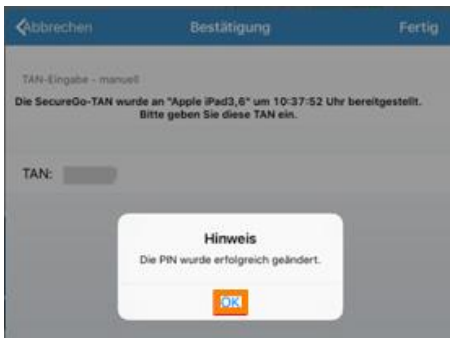 Abbrechen Bestätigung Fertig
TAN-Eingabe - manuell
Die SecureGo-TAN wurde an "Apple iPad3,6" um 10:37:52 Uhr bereitgestellt.
Bitte geben Sie diese TAN ein.
TAN:
Hinweis
Die PIN wurde erfolgreich geändert.
OK